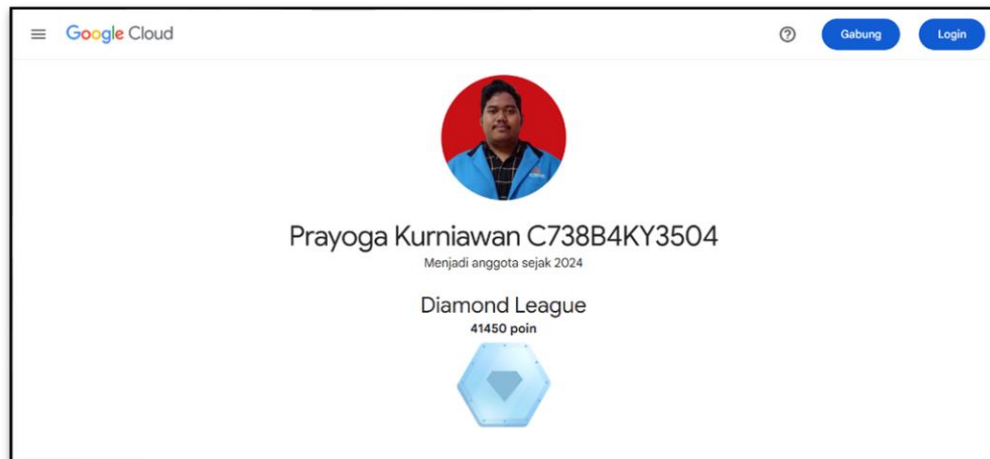 Google Cloud
Gabung
Login
Prayoga Kurniawan C738B4KY3504
Menjadi anggota sejak 2024
Diamond League
41450 poin